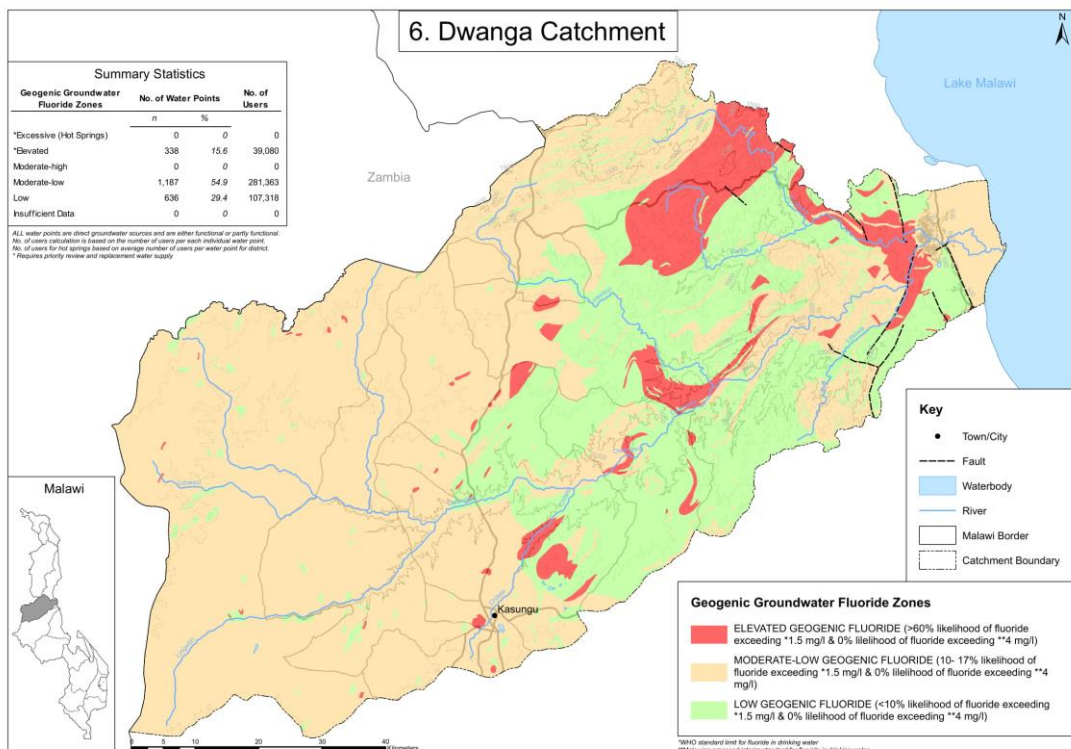 6. Dwanga Catchment
N
Lake Malawi
Zambia
Summary Statistics
Geogenic Groundwater Fluoride Zones No. of Water Points No. of Users
n %
*Excessive (Hot Springs) 0 0 0
*Elevated 338 15.6 39,080
Moderate-high 0 0 0
Moderate-low 1,187 54.9 281,363
Low 636 29.4 107,318
Insufficient Data 0 0 0
ALL water points are direct groundwater sources and are either functional or partly functional.
No. of users calculation is based on the number of users per each individual water point.
No. of users for hot springs based on average number of users per water point for district.
* Requires priority review and replacement water supply
Kasungu
Malawi
Key
Town/City
Fault
Waterbody
River
Malawi Border
Catchment Boundary
Geogenic Groundwater Fluoride Zones
ELEVATED GEOGENIC FLUORIDE (>60% likelihood of fluoride
exceeding *1.5 mg/l & 0% lilelihood of fluoride exceeding **4 mg/l)
MODERATE-LOW GEOGENIC FLUORIDE (10- 17% likelihood of
fluoride exceeding *1.5 mg/l & 0% lilelihood of fluoride exceeding **4
mg/l)
LOW GEOGENIC FLUORIDE (<10% likelihood of fluoride exceeding
*1.5 mg/l & 0% lilelihood of fluoride exceeding **4 mg/l)
*WHO standard limit for fluoride in drinking water
0 5 10 20 30 40
Kilometers